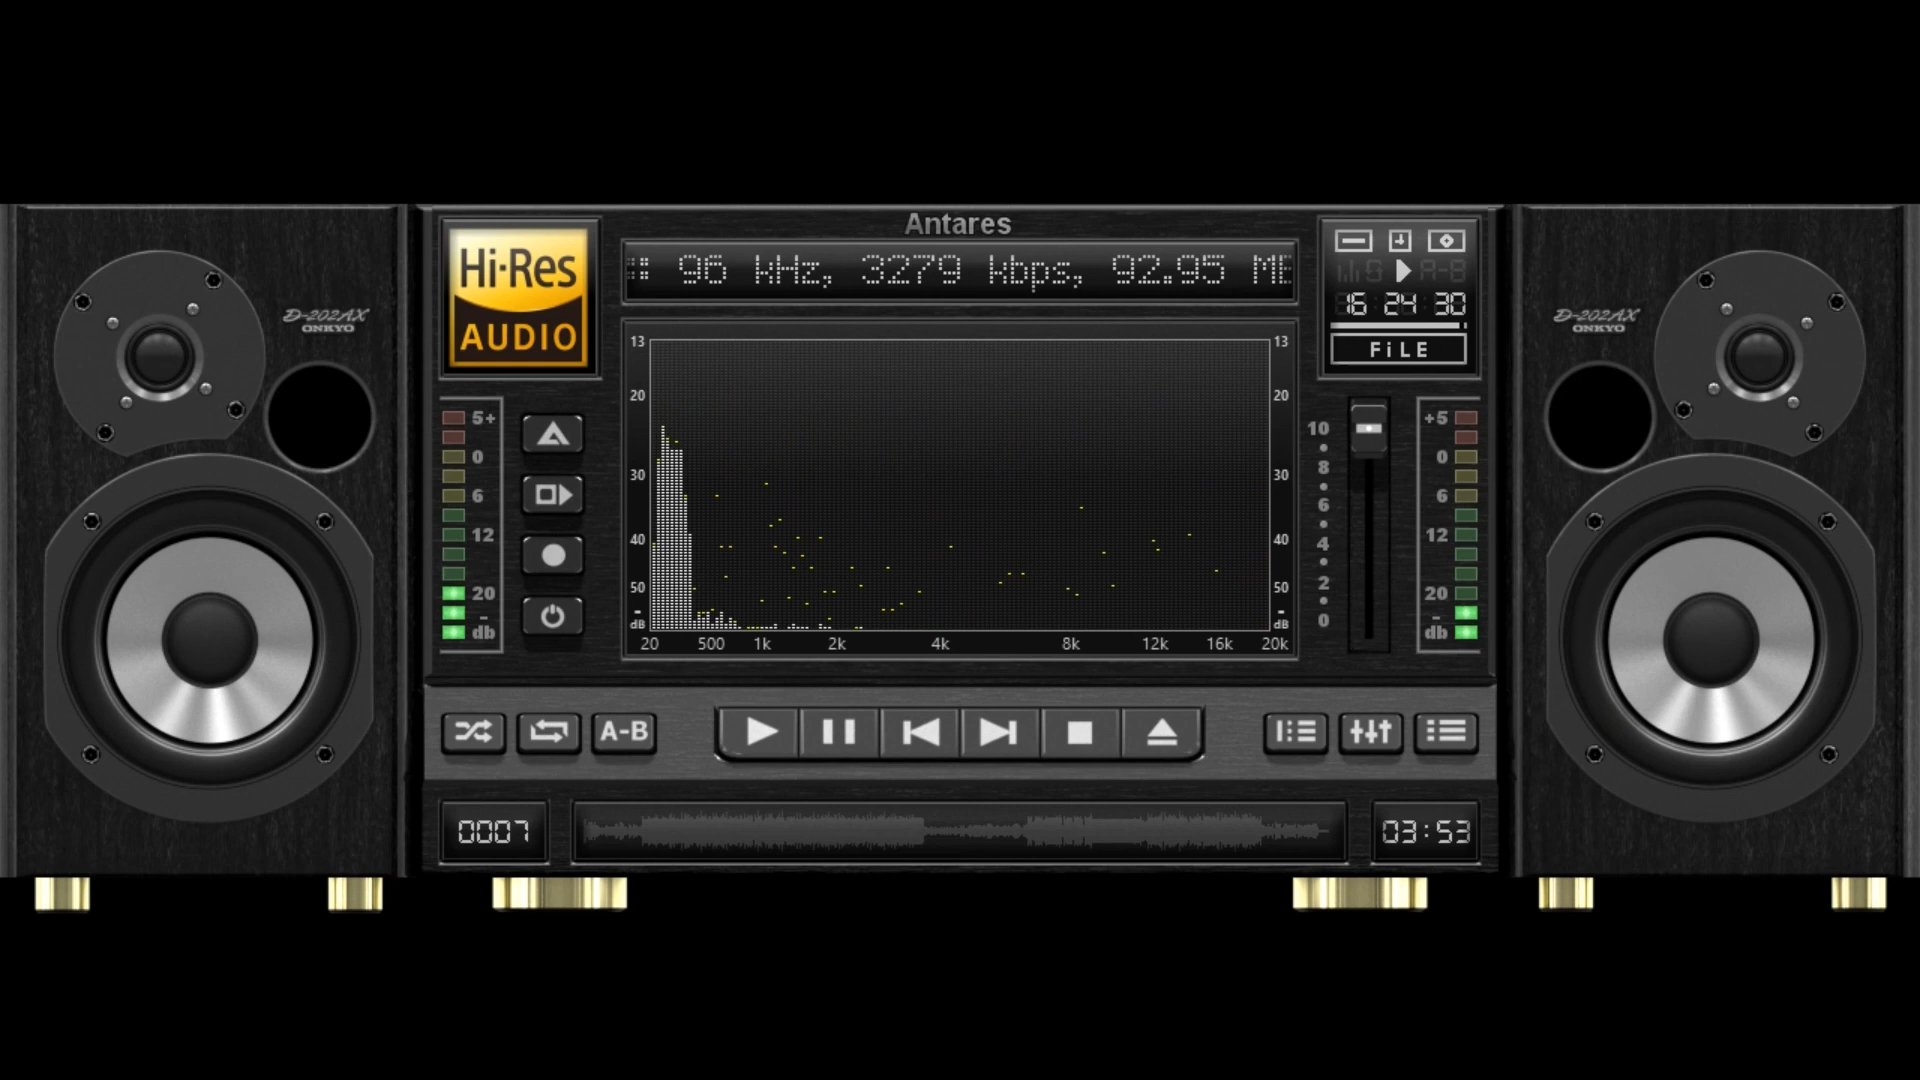 Antares
Hi-Res
AUDIO
96 kHz, 3279 kbps, 92.95
A-B
16 24 30
FiLE
D-202AX
ONKYO
D-202AX
ONKYO
13
20
30
40
50
-
dB
13
20
30
40
50
-
dB
20 500 1k 2k 4k 8k 12k 16k 20k
5+
0
6
12
20
-
db
10
8
6
4
2
0
+5
0
6
12
20
-
db
A-B
0007
03:53